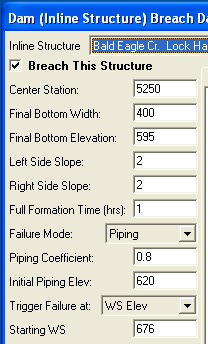 Dam (Inline Structure) Breach Da
Inline Structure Bald Eagle Cr. Lock Ha
Breach This Structure
Center Station: 5250
Final Bottom Width: 400
Final Bottom Elevation: 595
Left Side Slope: 2
Right Side Slope: 2
Full Formation Time (hrs): 1
Failure Mode: Piping
Piping Coefficient: 0.8
Initial Piping Elev: 620
Trigger Failure at: WS Elev
Starting WS 676